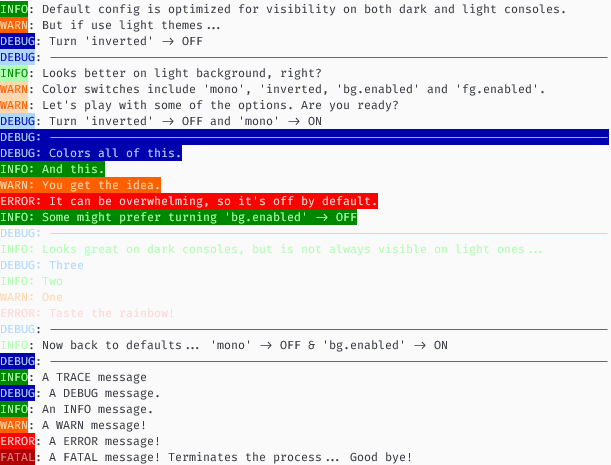 INFO: Default config is optimized for visibility on both dark and light consoles.
WARN: But if use light themes...
DEBUG: Turn 'inverted' -> OFF
DEBUG:
INFO: Looks better on light background, right?
WARN: Color switches include 'mono', 'inverted, 'bg.enabled' and 'fg.enabled'.
WARN: Let's play with some of the options. Are you ready?
DEBUG: Turn 'inverted' -> OFF and 'mono' -> ON
DEBUG:
DEBUG: Colors all of this.
INFO: And this.
WARN: You get the idea.
ERROR: It can be overwhelming, so it's off by default.
INFO: Some might prefer turning 'bg.enabled' -> OFF
DEBUG:
INFO: Looks great on dark consoles, but is not always visible on light ones...
DEBUG: Three
INFO: Two
WARN: One
ERROR: Taste the rainbow!
DEBUG:
INFO: Now back to defaults... 'mono' -> OFF & 'bg.enabled' -> ON
DEBUG:
INFO: A TRACE message
DEBUG: A DEBUG message.
INFO: An INFO message.
WARN: A WARN message!
ERROR: A ERROR message!
FATAL: A FATAL message! Terminates the process... Good bye!